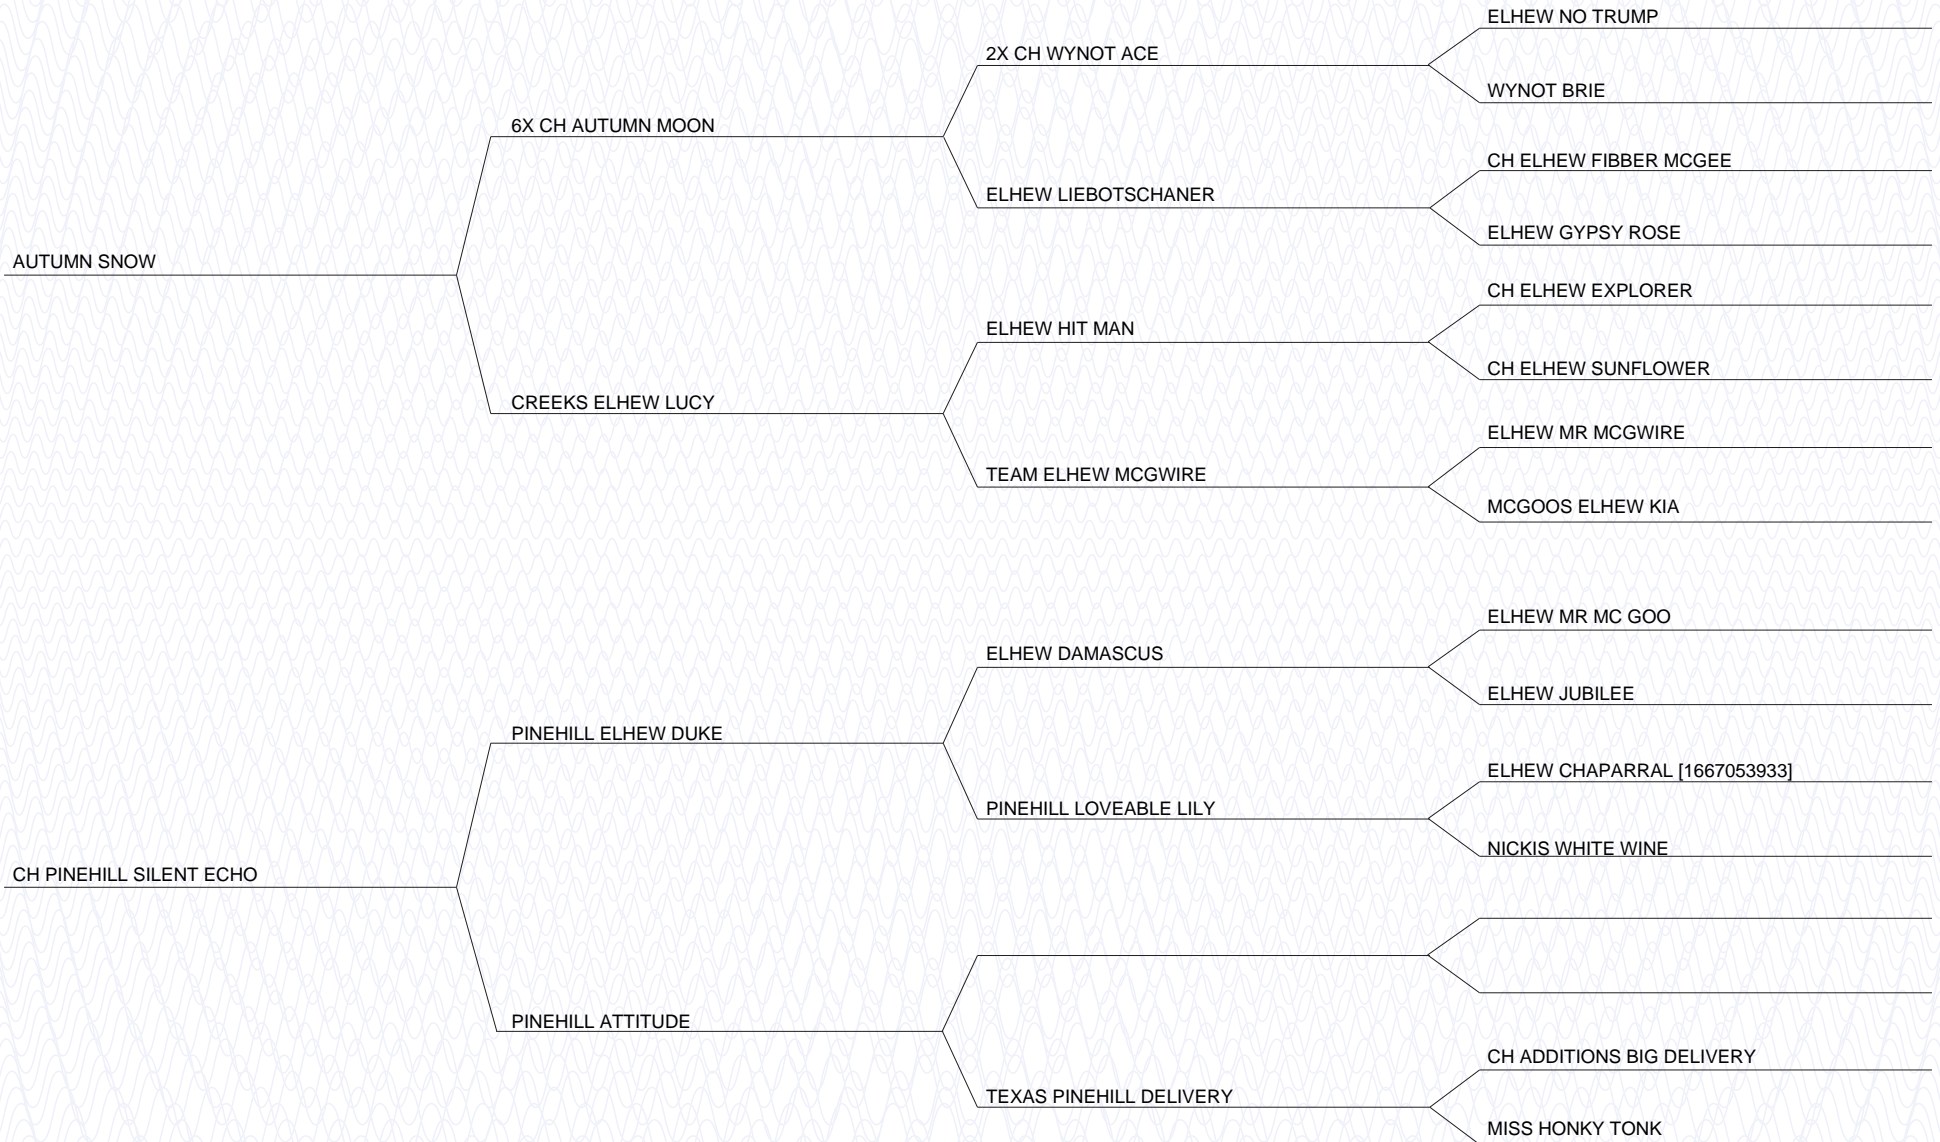 ELHEW NO TRUMP
2X CH WYNOT ACE
WYNOT BRIE
6X CH AUTUMN MOON
CH ELHEW FIBBER MCGEE
ELHEW LIEBOTSCHANER
ELHEW GYPSY ROSE
AUTUMN SNOW
CH ELHEW EXPLORER
ELHEW HIT MAN
CH ELHEW SUNFLOWER
CREEKS ELHEW LUCY
ELHEW MR MCGWIRE
TEAM ELHEW MCGWIRE
MCGOOS ELHEW KIA
ELHEW MR MC GOO
ELHEW DAMASCUS
ELHEW JUBILEE
PINEHILL ELHEW DUKE
ELHEW CHAPARRAL [1667053933]
PINEHILL LOVEABLE LILY
NICKIS WHITE WINE
CH PINEHILL SILENT ECHO
PINEHILL ATTITUDE
CH ADDITIONS BIG DELIVERY
TEXAS PINEHILL DELIVERY
MISS HONKY TONK